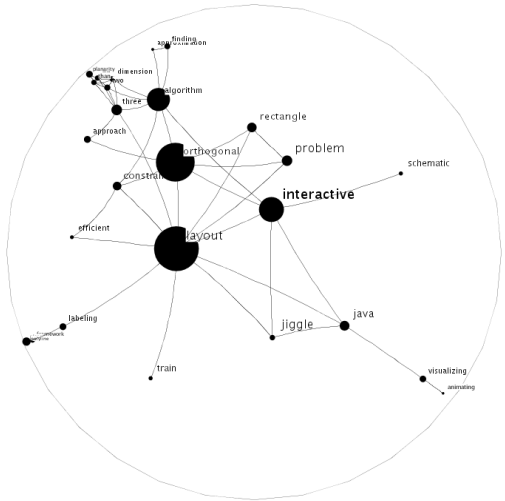 finding
approximation
dimension
two
three
algorithm
rectangle
approach
orthogonal
problem
schematic
interactive
efficient
layout
labeling
jiggle
java
train
visualizing
animating